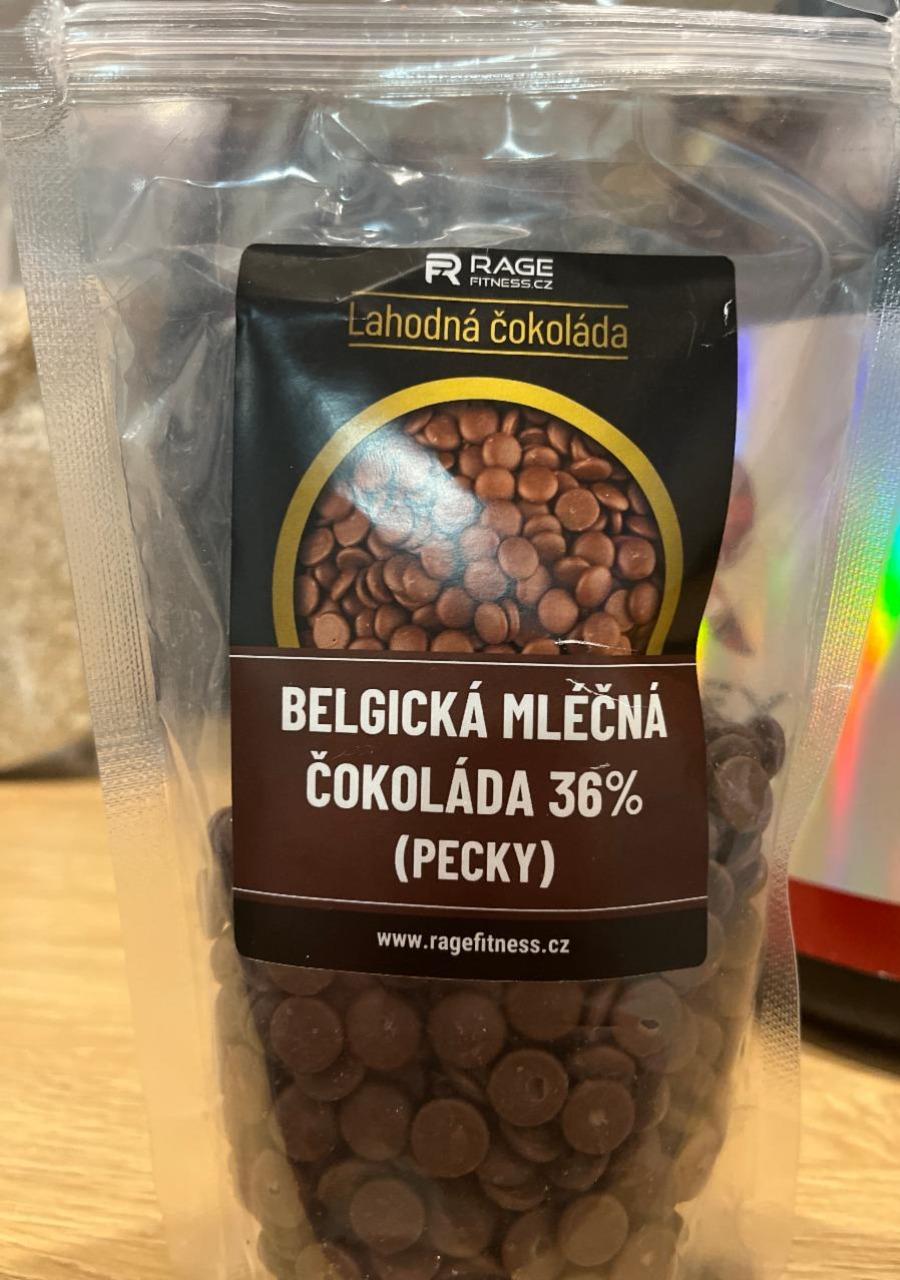 RAGE
FITNESS.CZ
Lahodná čokoláda
BELGICKÁ MLÉČNÁ
ČOKOLÁDA 36%
(PECKY)
www.ragefitness.cz